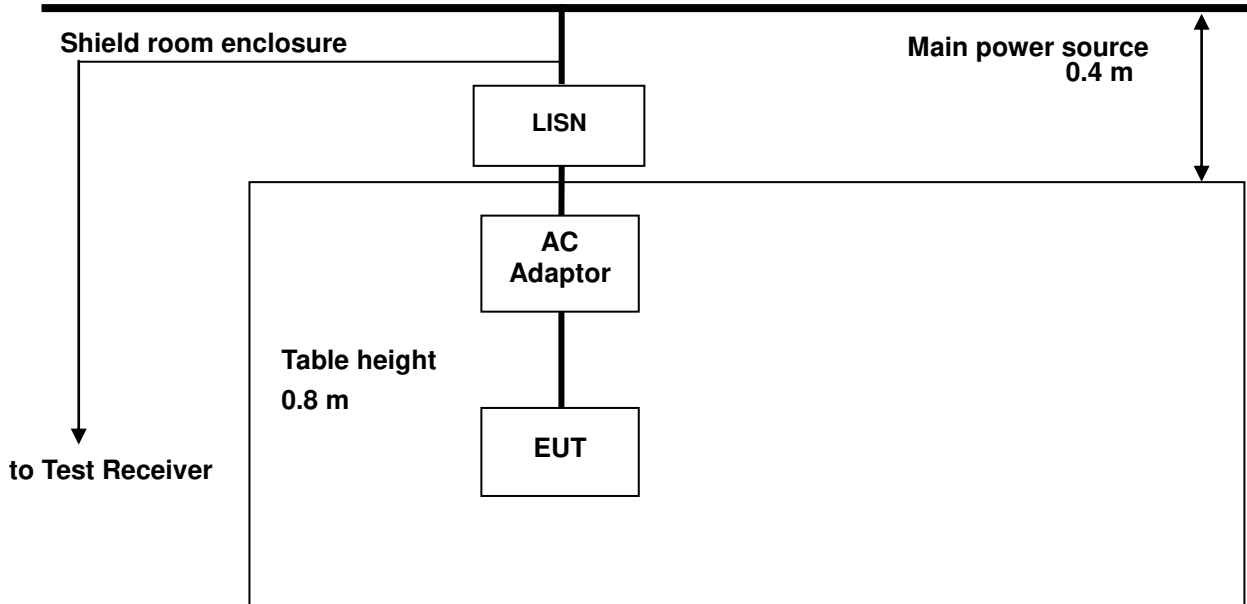 Shield room enclosure
Main power source
0.4 m
LISN
AC
Adaptor
Table height
0.8 m
EUT
to Test Receiver